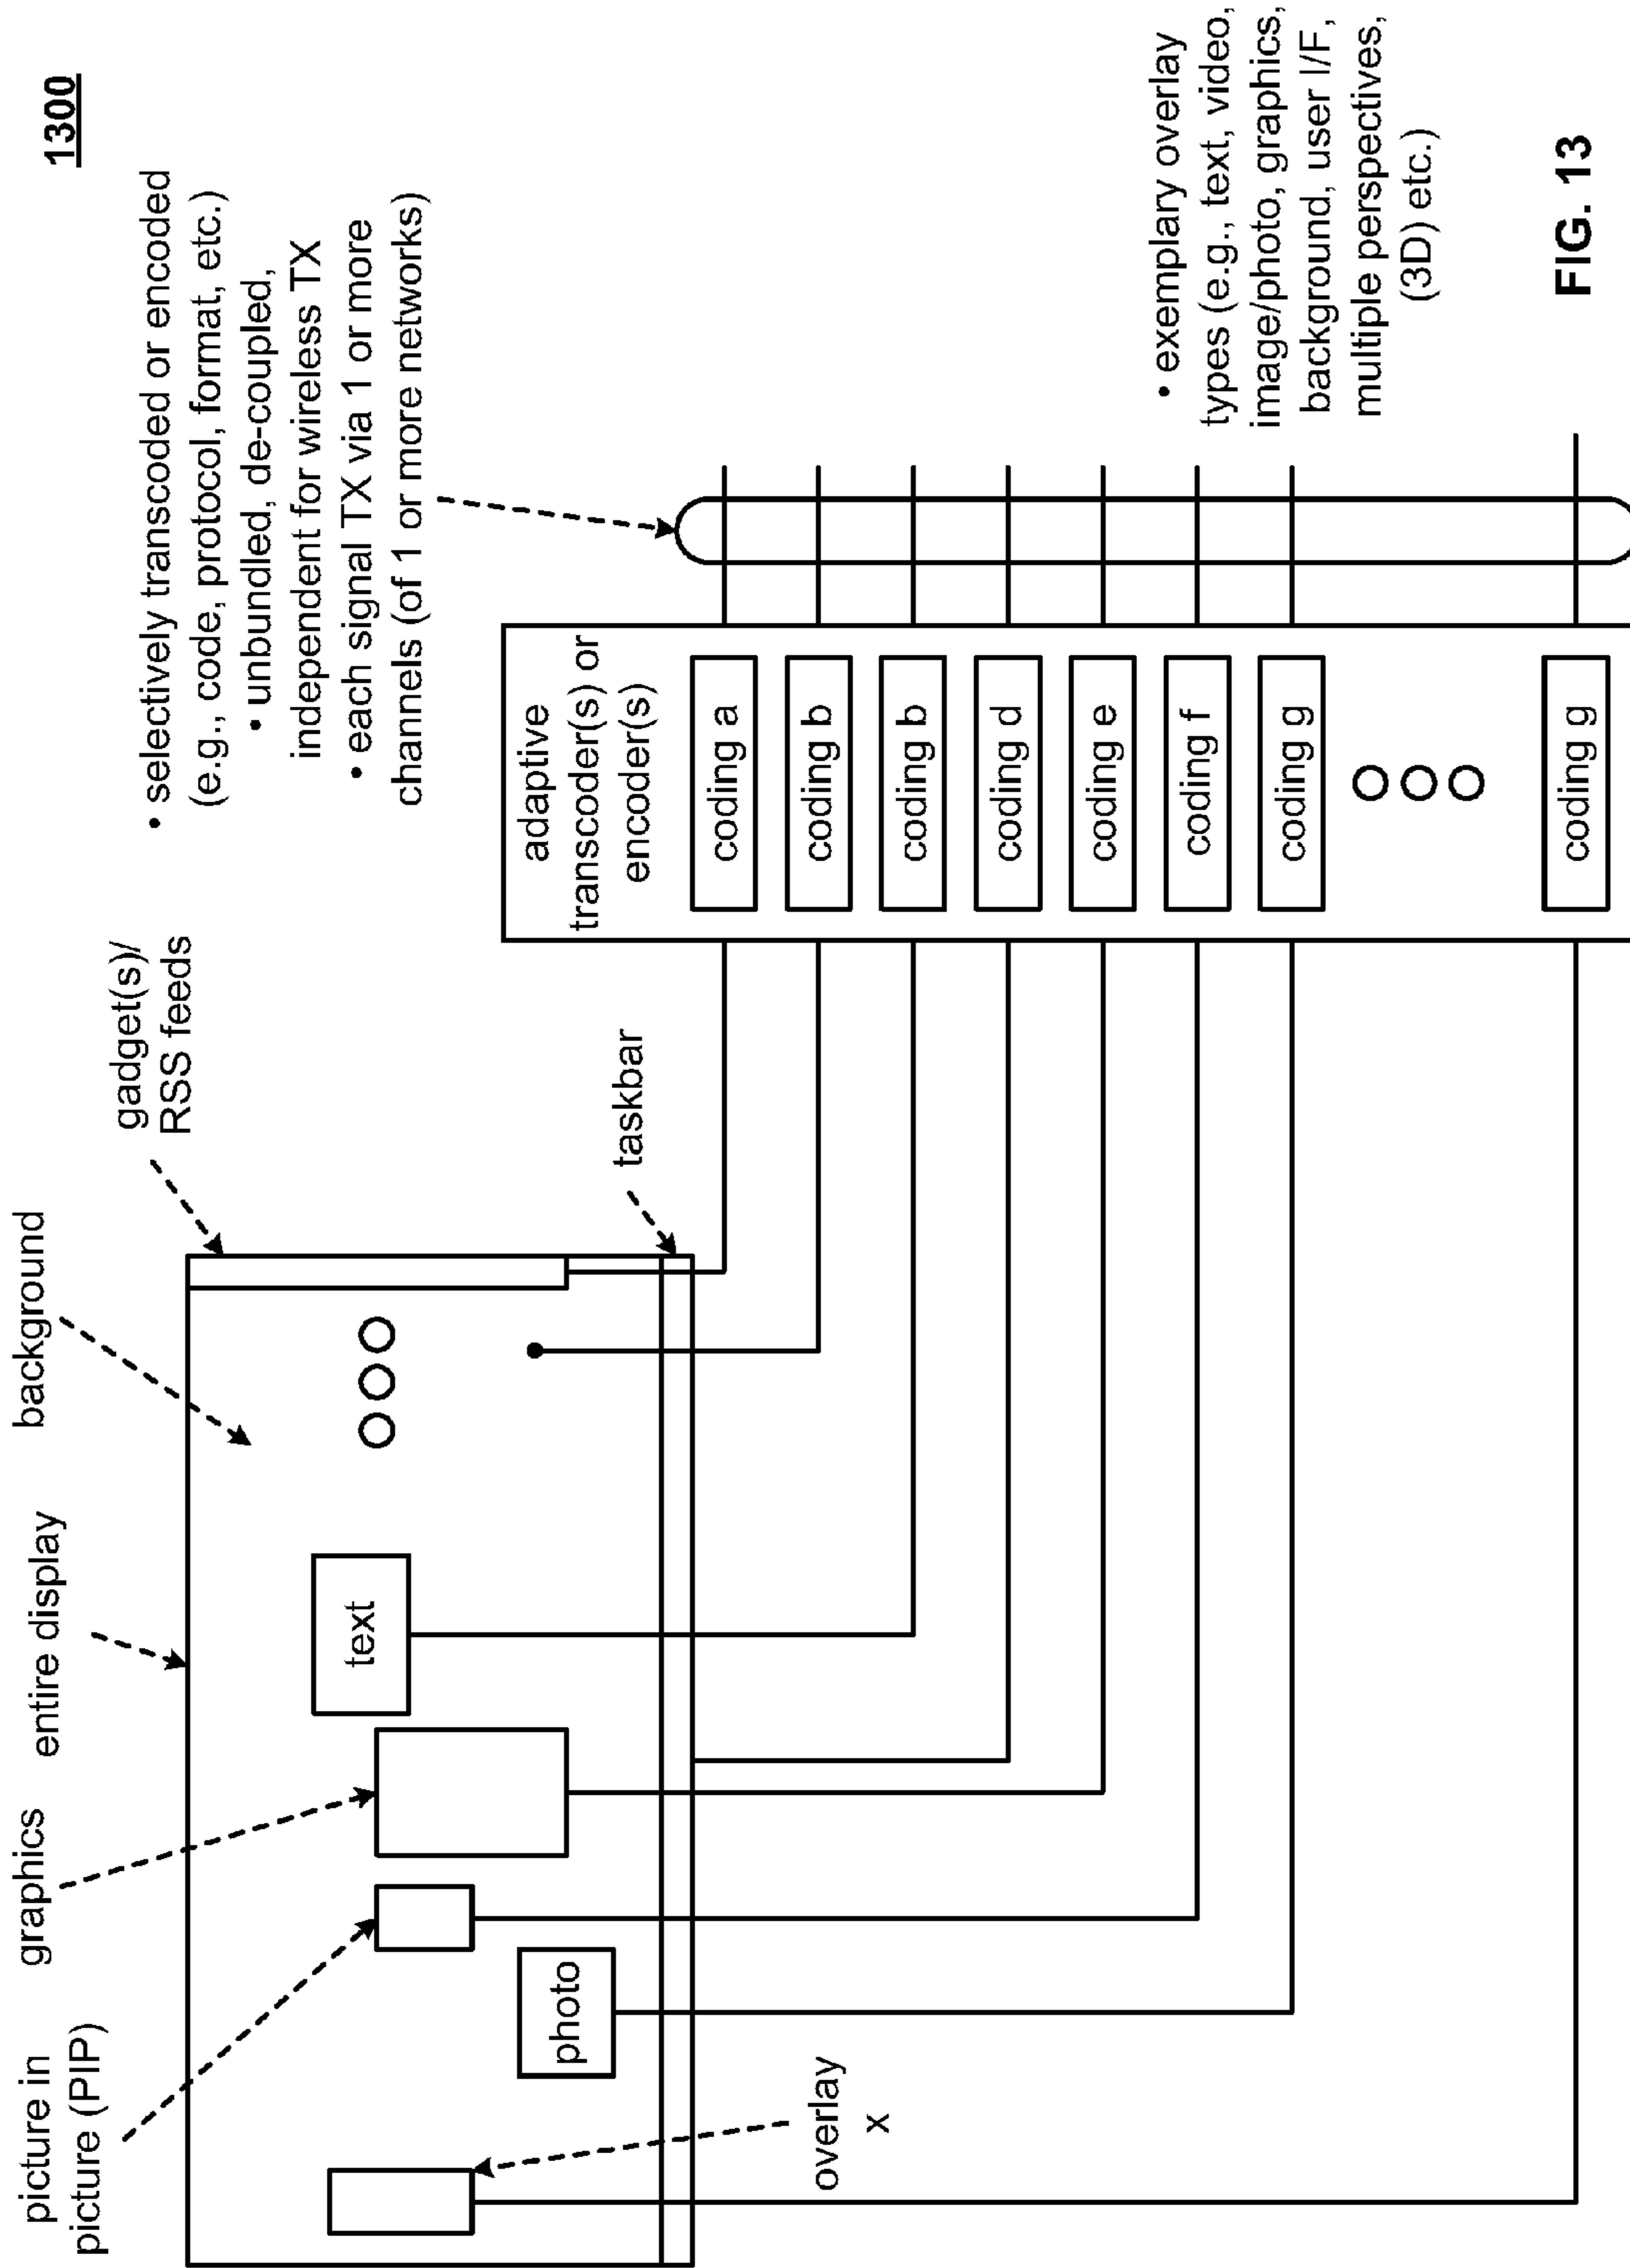 1300
picture in
picture (PIP)
graphics
entire display
background
gadget(s)/
RSS feeds
• selectively transcoded or encoded
(e.g., code, protocol, format, etc.)
• unbundled, de-coupled,
independent for wireless TX
• each signal TX via 1 or more
channels (of 1 or more networks)
text
photo
overlay
x
taskbar
adaptive
transcoder(s) or
encoder(s)
coding a
coding b
coding b
coding d
coding e
coding f
coding g
coding g
• exemplary overlay
types (e.g., text, video,
image/photo, graphics,
background, user I/F,
multiple perspectives,
(3D) etc.)
FIG. 13